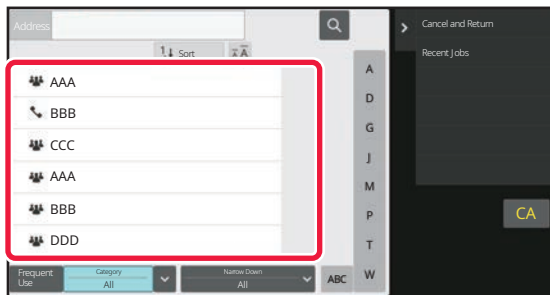 Address
Cancel and Return
1 Sort
A
Recent Jobs
AAA
A
BBB
D
CCC
G
AAA
J
BBB
M
DDD
P
CA
T
Frequent Use
Category
All
Narrow Down
All
ABC
W